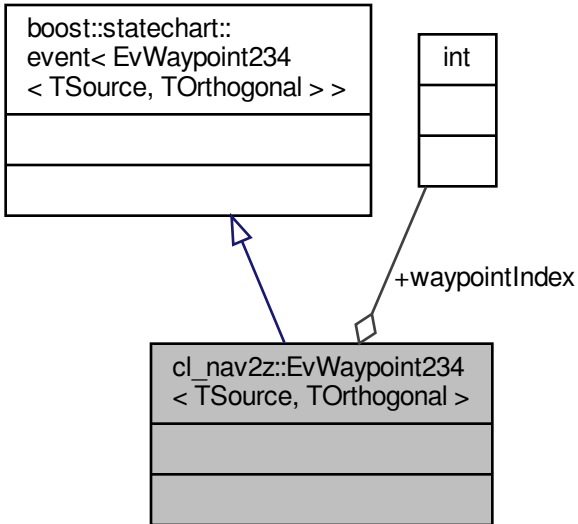 boost::statechart::
event< EvWaypoint234
< TSource, TOrthogonal > >
int
+waypointIndex
cl_nav2z::EvWaypoint234
< TSource, TOrthogonal >